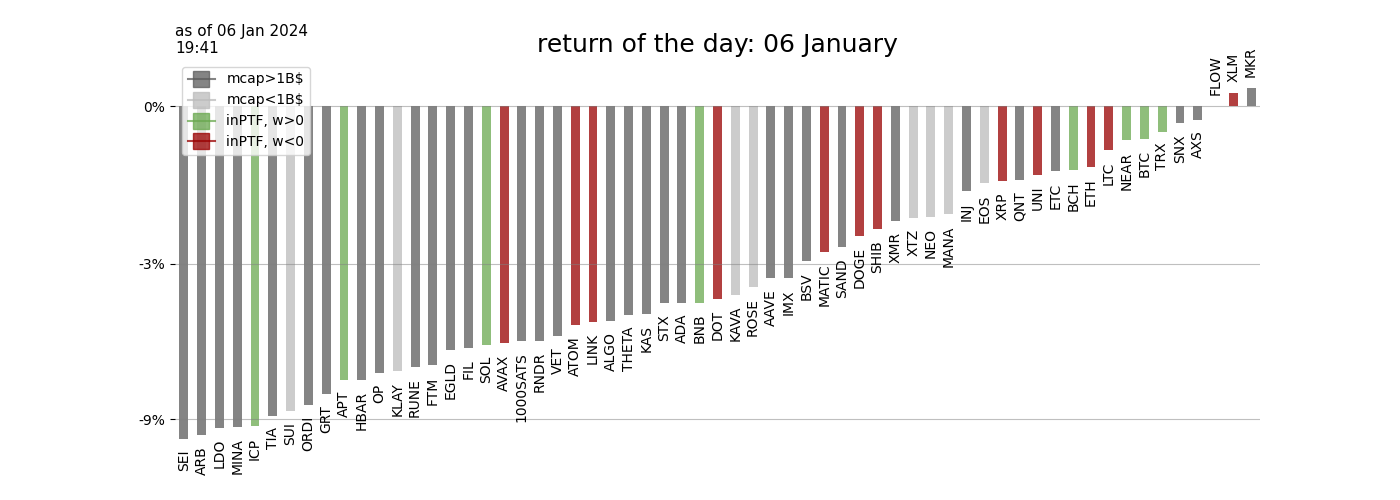 as of 06 Jan 2024
19:41
return of the day: 06 January
mcap>1B$
mcap<1B$
inPTF, w>0
inPTF, w<0
0%
-3%
-9%
SEI
ARB
LDO
MINA
ICP
TIA
SUI
ORDI
GRT
APT
HBAR
OP
KLAY
RUNE
FTM
EGLD
FIL
SOL
AVAX
1000SATS
RNDR
VET
ATOM
LINK
ALGO
THETA
KAS
STX
ADA
BNB
DOT
KAVA
ROSE
AAVE
IMX
BSV
MATIC
SAND
DOGE
SHIB
XMR
XTZ
NEO
MANA
INJ
EOS
XRP
QNT
UNI
ETC
BCH
ETH
LTC
NEAR
BTC
TRX
SNX
AXS
FLOW
XLM
MKR